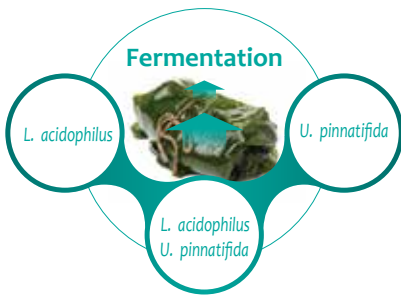 Fermentation
L. acidophilus
U. pinnatifida
L. acidophilus
U. pinnatifida